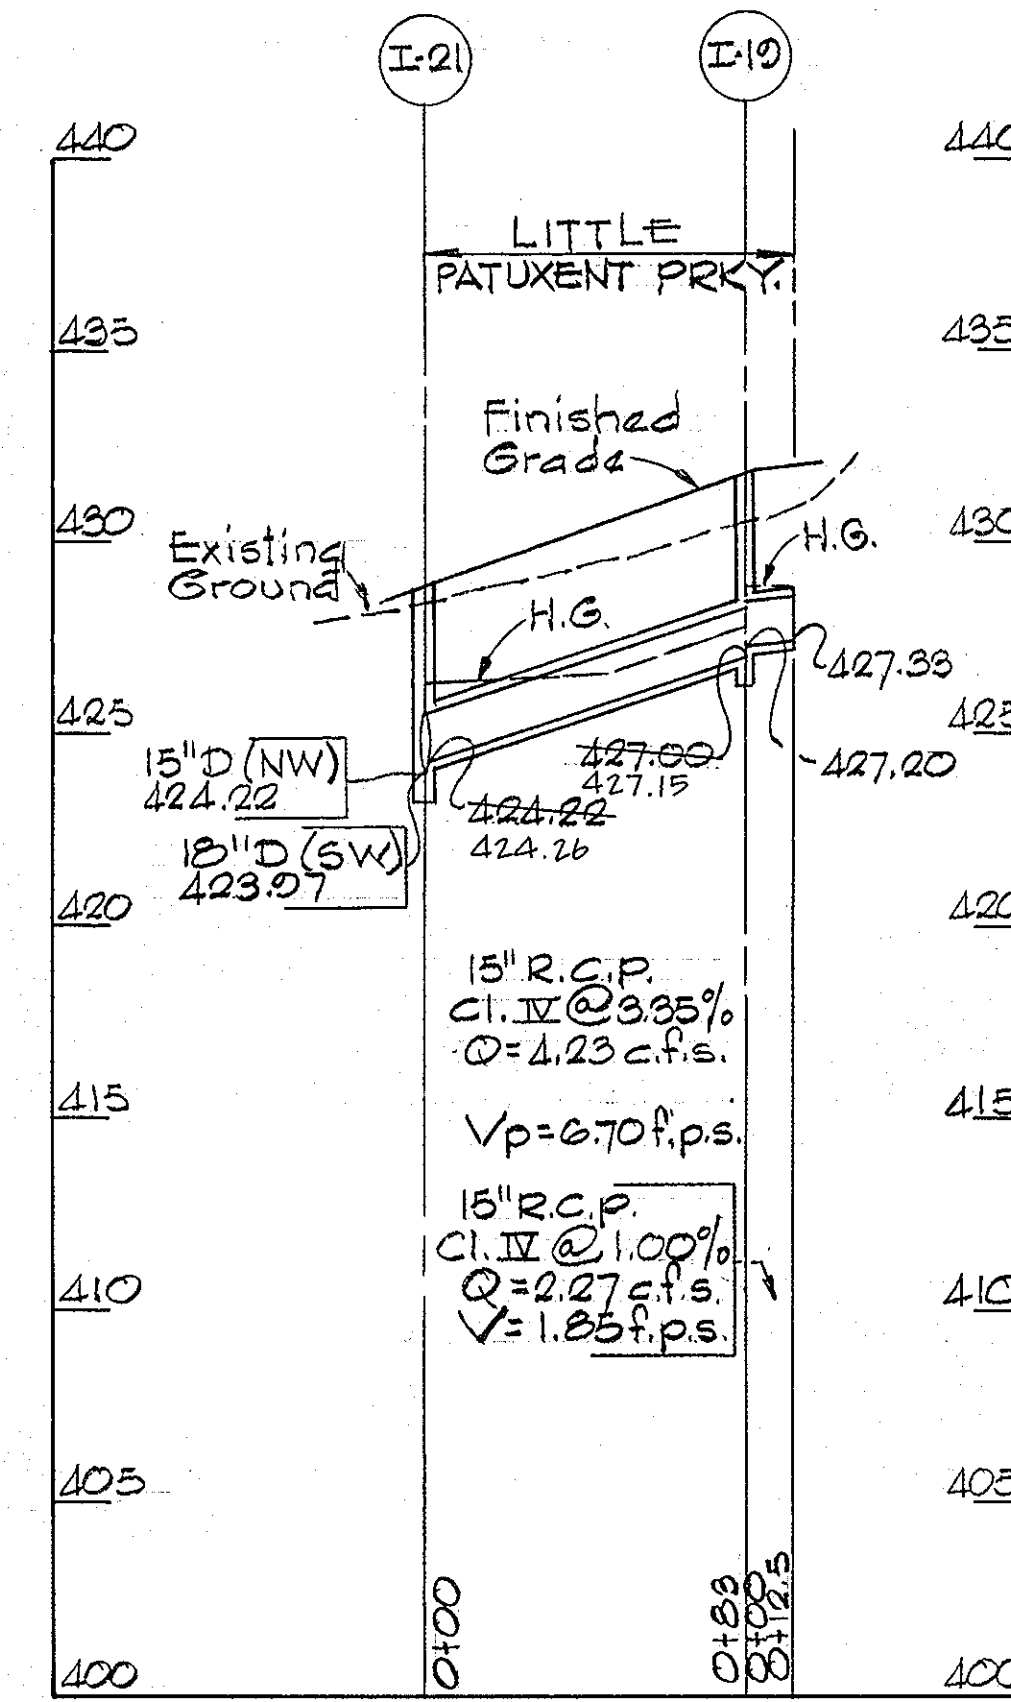 I-21
I-19
440
440
LITTLE
PATUXENT PRKY.
435
435
Finished
Grade
430
430
Existing
Ground
H.G.
H.G.
427.33
425
425
15"D (NW)
424.22
427.00
427.15
427.20
424.22
424.26
18"D (SW)
423.97
420
420
15" R.C.P.
Cl. IV @ 3.35%
Q=4.23 c.f.s.
415
415
Vp=6.70 f.p.s.
15" R.C.P.
Cl. IV @ 1.00%
Q=2.27 c.f.s.
V=1.85 f.p.s.
410
410
405
405
0+00
0+83
0+00
0+12.5
400
400